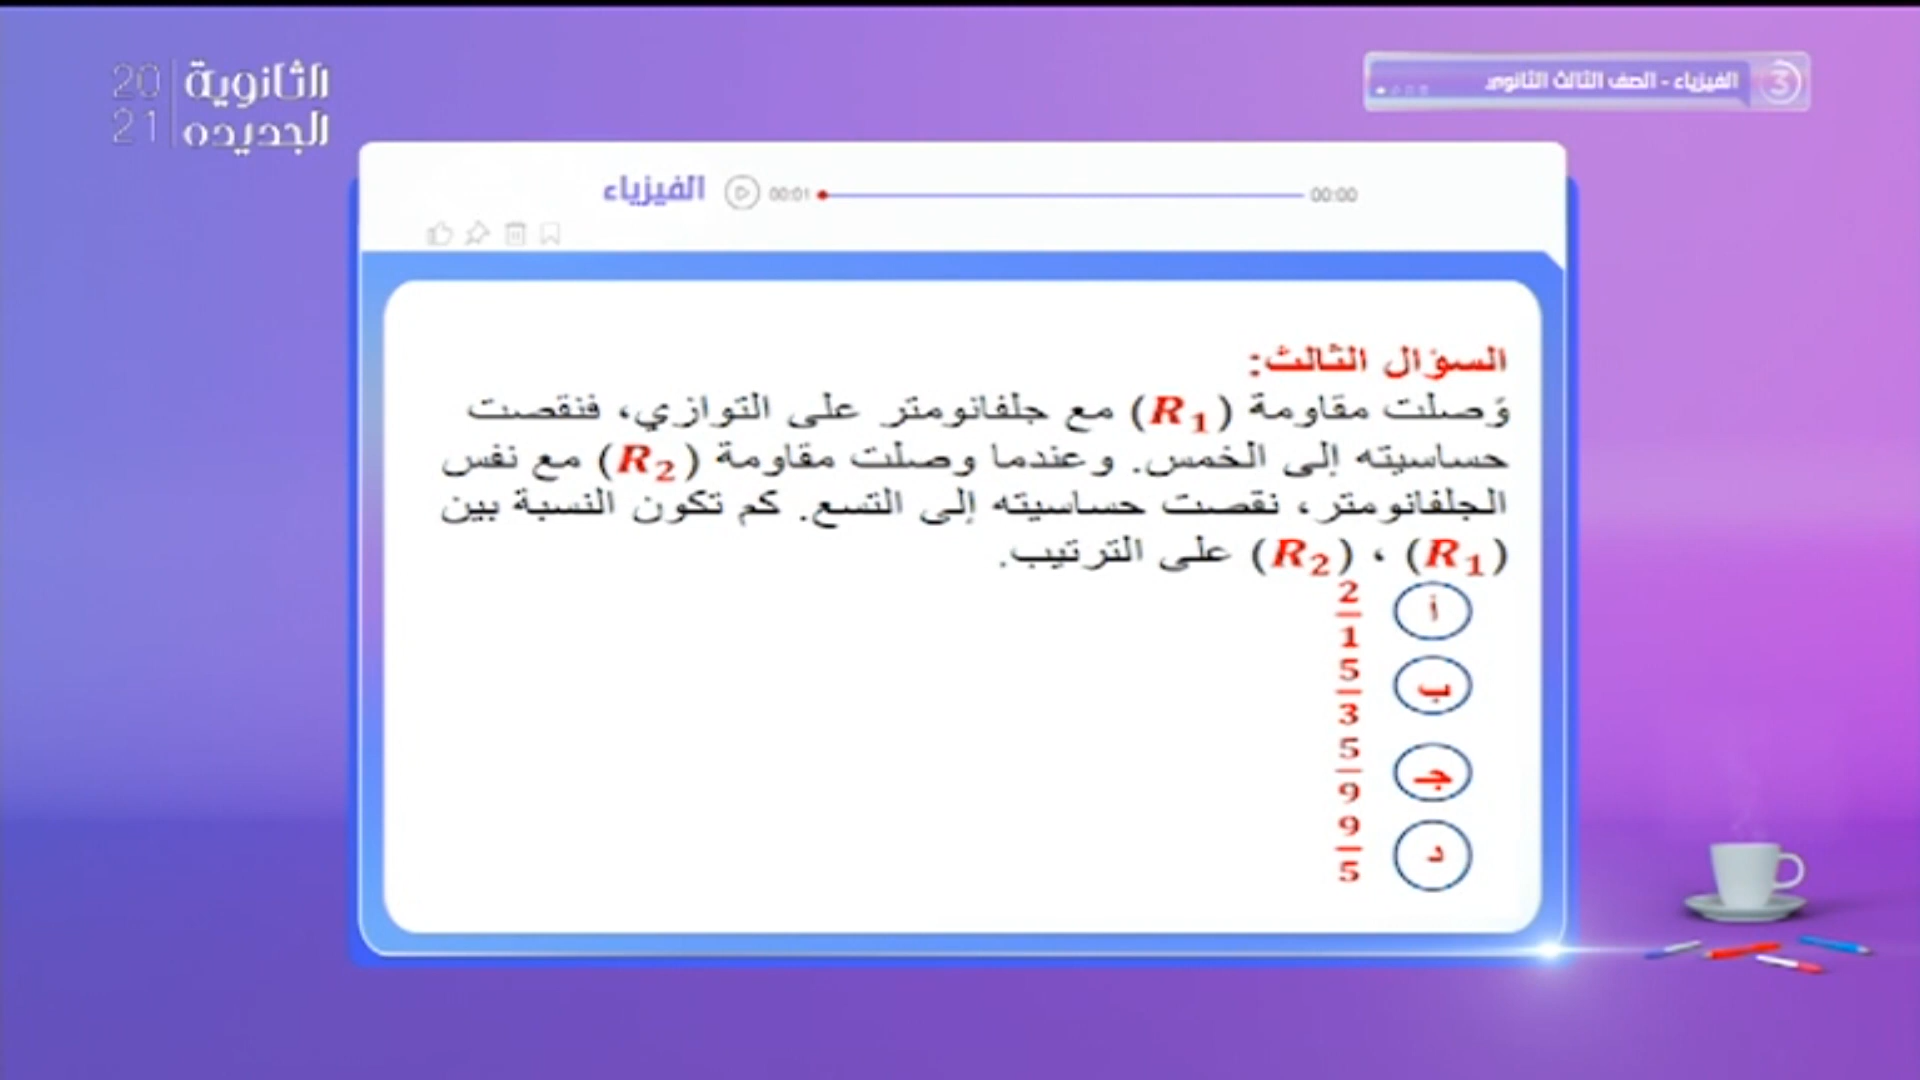 الثانوية
الجديده
20
21
3
الفيزياء - الصف الثالث الثانوي
الفيزياء
00:01
00:00
السؤال الثالث:
وَصلت مقاومة (R₁) مع جلفانومتر على التوازي، فنقصت
حساسيته إلى الخمس. وعندما وصلت مقاومة (R₂) مع نفس
الجلفانومتر، نقصت حساسيته إلى التسع. كم تكون النسبة بين
(R₁) ، (R₂) على الترتيب.
أ 2/1
ب 5/3
جـ 5/9
د 9/5